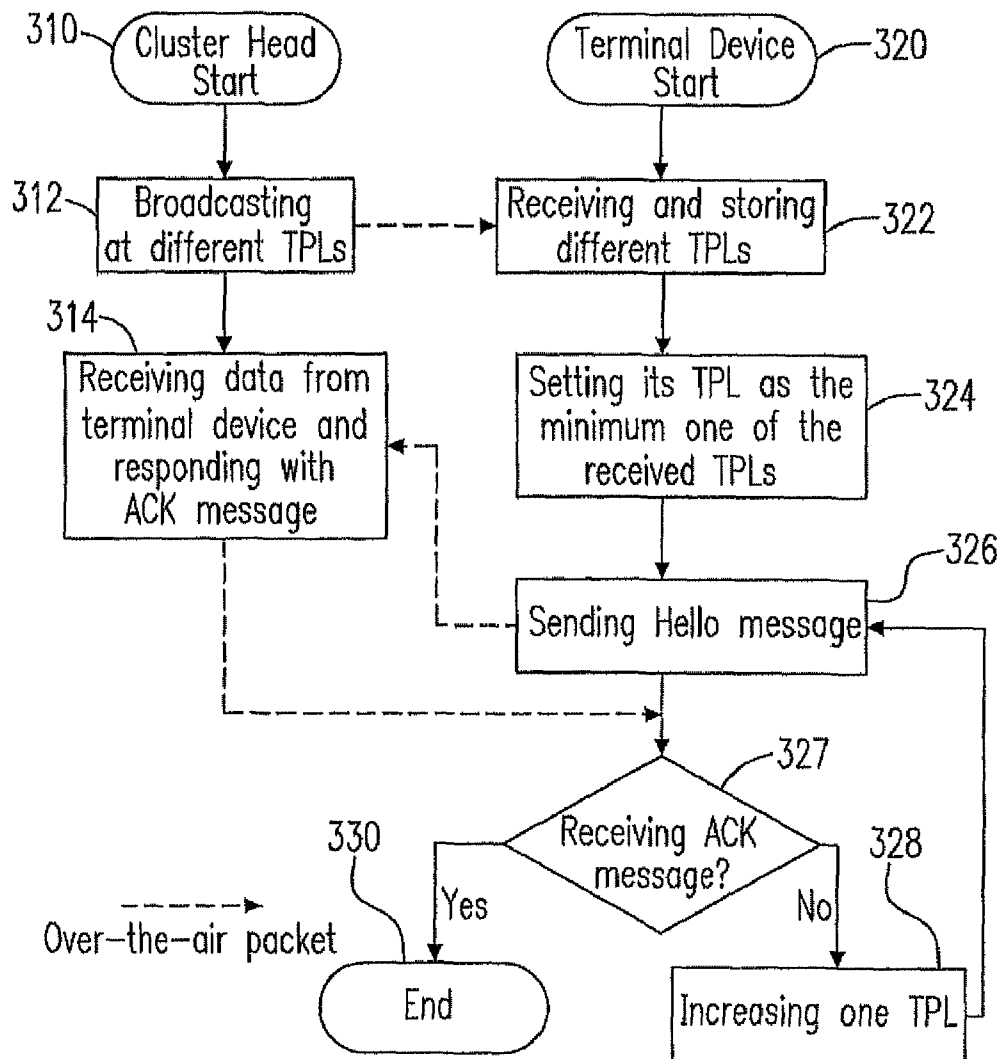 310
Cluster Head
Start
Terminal Device
Start
320
312
Broadcasting
at different TPLs
Receiving and storing
different TPLs
322
314
Receiving data from
terminal device and
responding with
ACK message
Setting its TPL as the
minimum one of the
received TPLs
324
326
Sending Hello message
327
Receiving ACK
message?
330
328
Yes
No
Over-the-air packet
End
Increasing one TPL